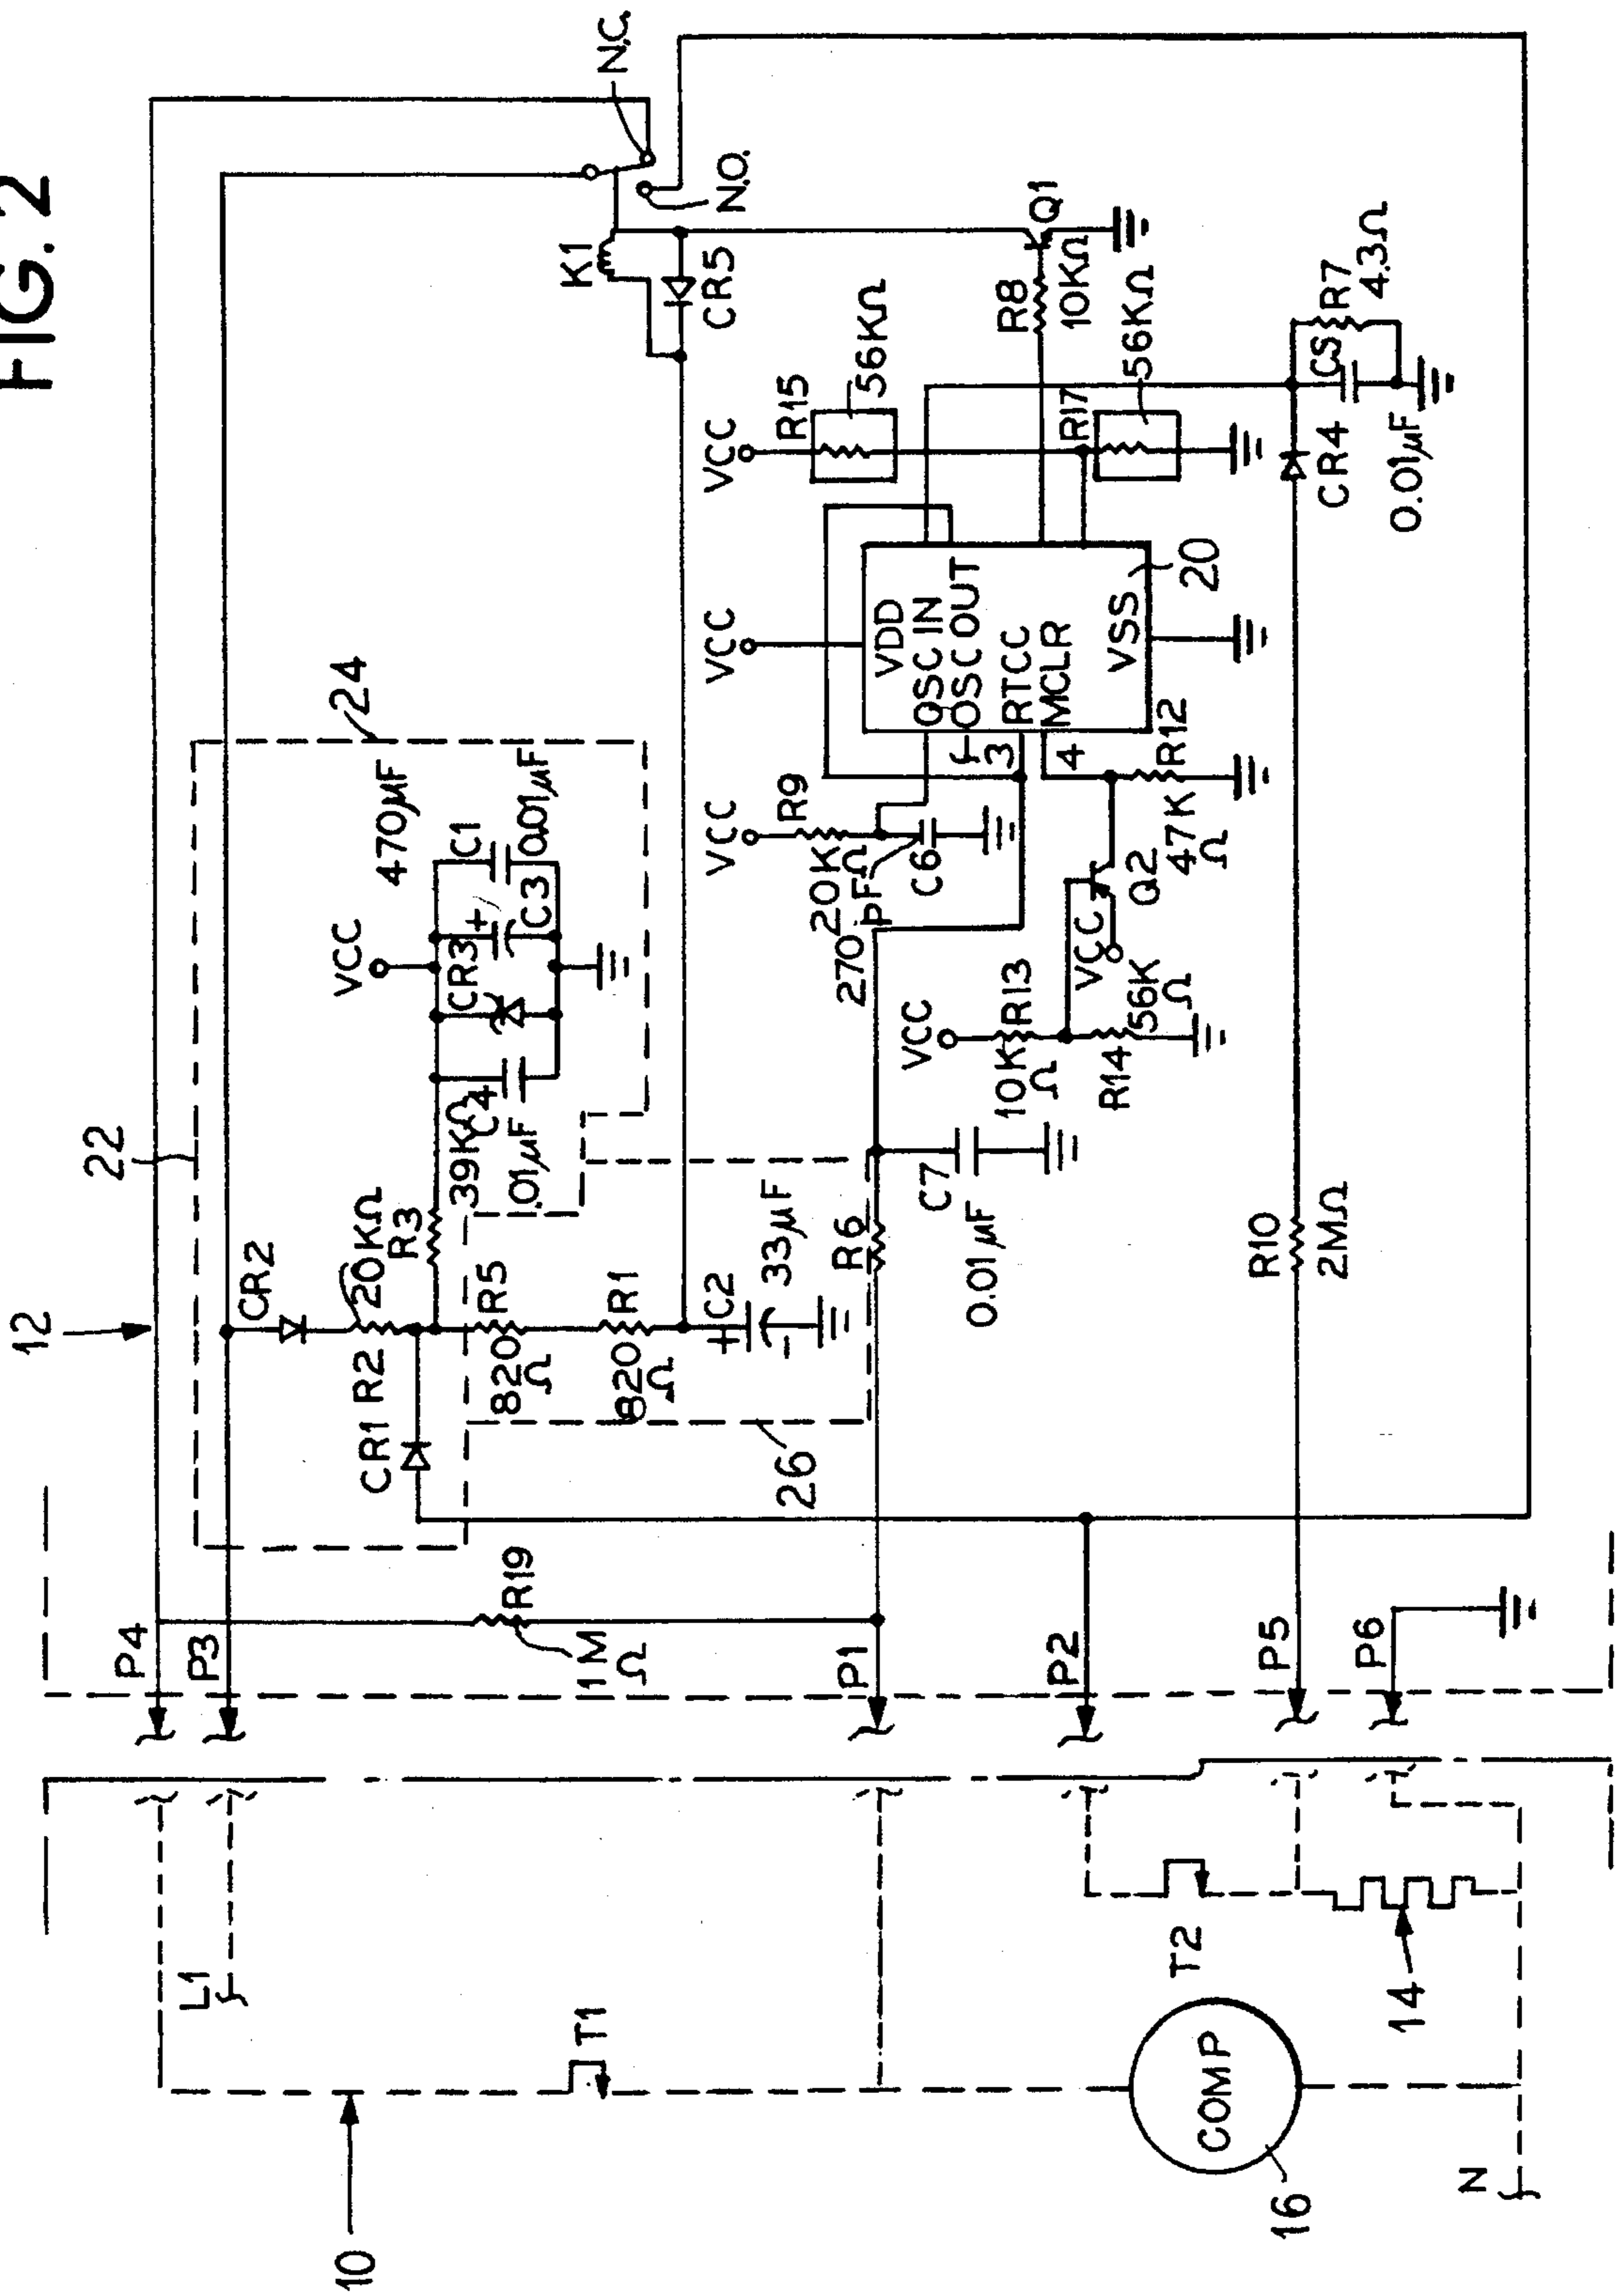 FIG. 2
12
22
24
P4
P3
CR2
20KΩ
R2
R3
39KΩ
CR1
VCC
470µF
C4
.01µF
CR3
+
C3
C1
0.01µF
N.C.
N.O.
K1
CR5
R5
820
Ω
R1
820
Ω
+
C2
-
33µF
26
R19
1M
Ω
P1
R6
C7
0.01µF
VCC
R9
20K
Ω
270 pF
C6
VCC
VDD
OSC IN
OSC OUT
RTCC
MCLR
VSS
3
4
20
VCC
R15
56KΩ
R17
56KΩ
R8
10KΩ
Q1
VCC
R13
10K
Ω
R14
56K
Ω
VCC
Q2
R12
47K
Ω
P2
P5
P6
R10
2MΩ
CR4
CS
0.01µF
R7
4.3Ω
L1
10
T1
COMP
16
T2
14
N